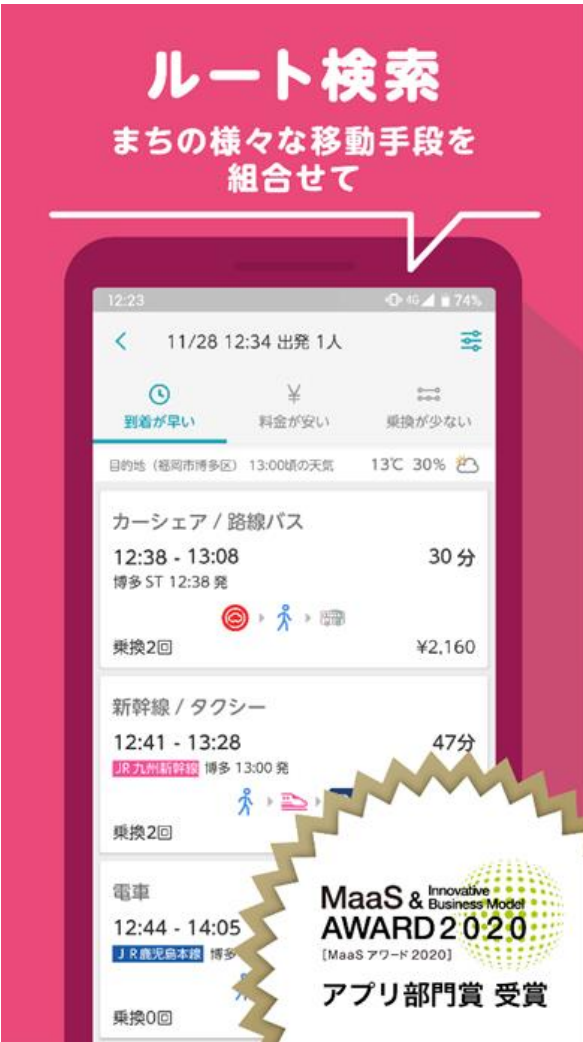 ルート検索
まちの様々な移動手段を
組合せて
12:23
4G 74%
11/28 12:34 出発 1人
到着が早い
¥
料金が安い
乗換が少ない
目的地（福岡市博多区） 13:00頃の天気 13℃ 30%
カーシェア / 路線バス
12:38 - 13:08 30 分
博多 ST 12:38 発
乗換2回 ¥2,160
新幹線 / タクシー
12:41 - 13:28 47分
JR九州新幹線 博多 13:00 発
乗換2回
電車
12:44 - 14:05
JR鹿児島本線 博多
乗換0回
MaaS & Innovative Business Model
AWARD2020
[MaaS アワード 2020]
アプリ部門賞 受賞